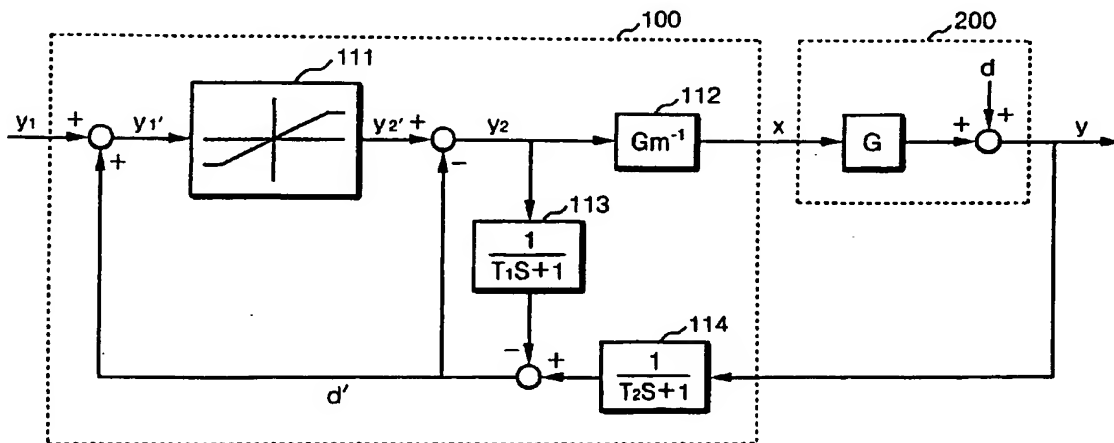 100
200
111
d
112
y₁ + y₁' y₂' + y₂ Gm⁻¹ x G + + y
+ −
113
1
T₁S+1
114
− + 1
T₂S+1
d'